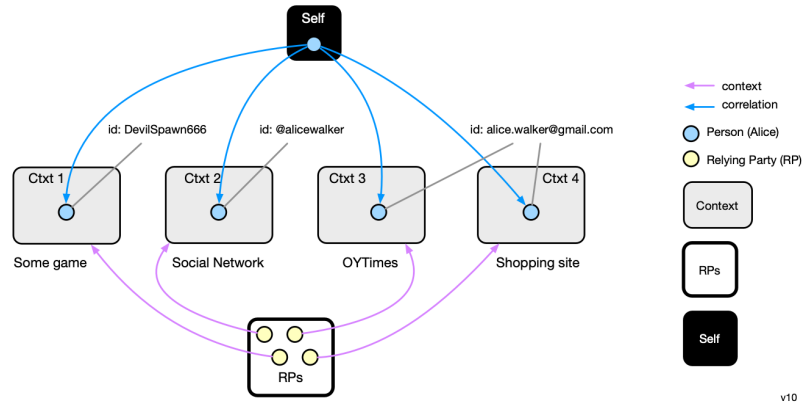 Self
id: DevilSpawn666
id: @alicewalker
id: alice.walker@gmail.com
Ctxt 1
Ctxt 2
Ctxt 3
Ctxt 4
Some game
Social Network
OYTimes
Shopping site
RPs
context
correlation
Person (Alice)
Relying Party (RP)
Context
RPs
Self
v10